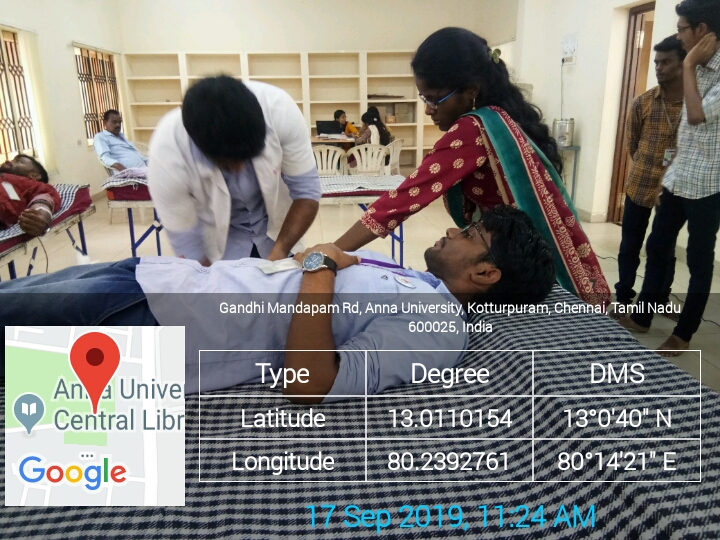 Gandhi Mandapam Rd, Anna University, Kotturpuram, Chennai, Tamil Nadu
600025, India
Type Degree DMS
Latitude 13.0110154 13°0'40" N
Longitude 80.2392761 80°14'21" E
Anna Univer
Central Libr
Google
17 Sep 2019, 11:24 AM